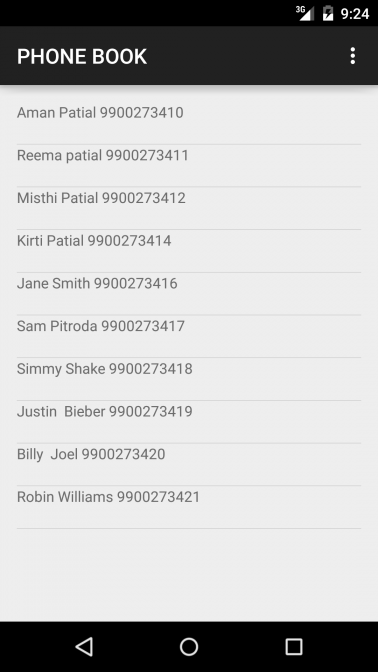 3G 9:24
PHONE BOOK
Aman Patial 9900273410
Reema patial 9900273411
Misthi Patial 9900273412
Kirti Patial 9900273414
Jane Smith 9900273416
Sam Pitroda 9900273417
Simmy Shake 9900273418
Justin  Bieber 9900273419
Billy  Joel 9900273420
Robin Williams 9900273421